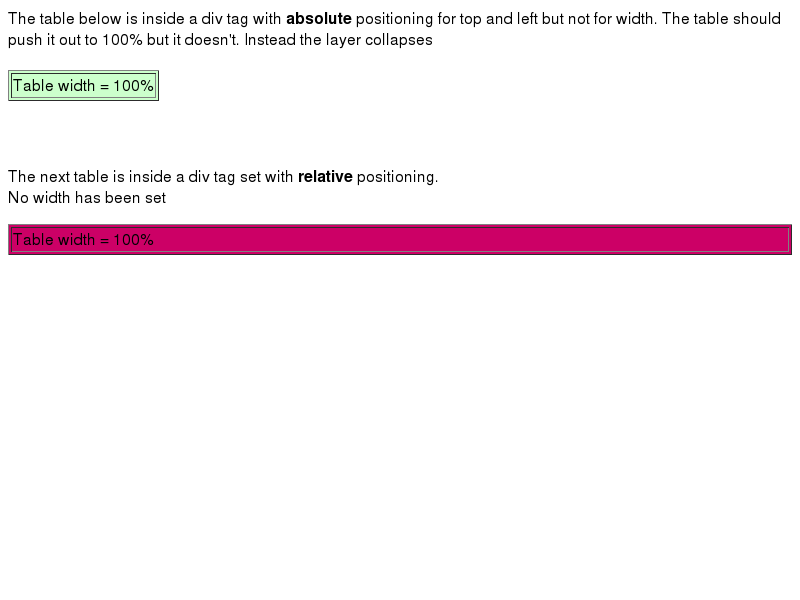 The table below is inside a div tag with absolute positioning for top and left but not for width. The table should
push it out to 100% but it doesn't. Instead the layer collapses
Table width = 100%
The next table is inside a div tag set with relative positioning.
No width has been set
Table width = 100%